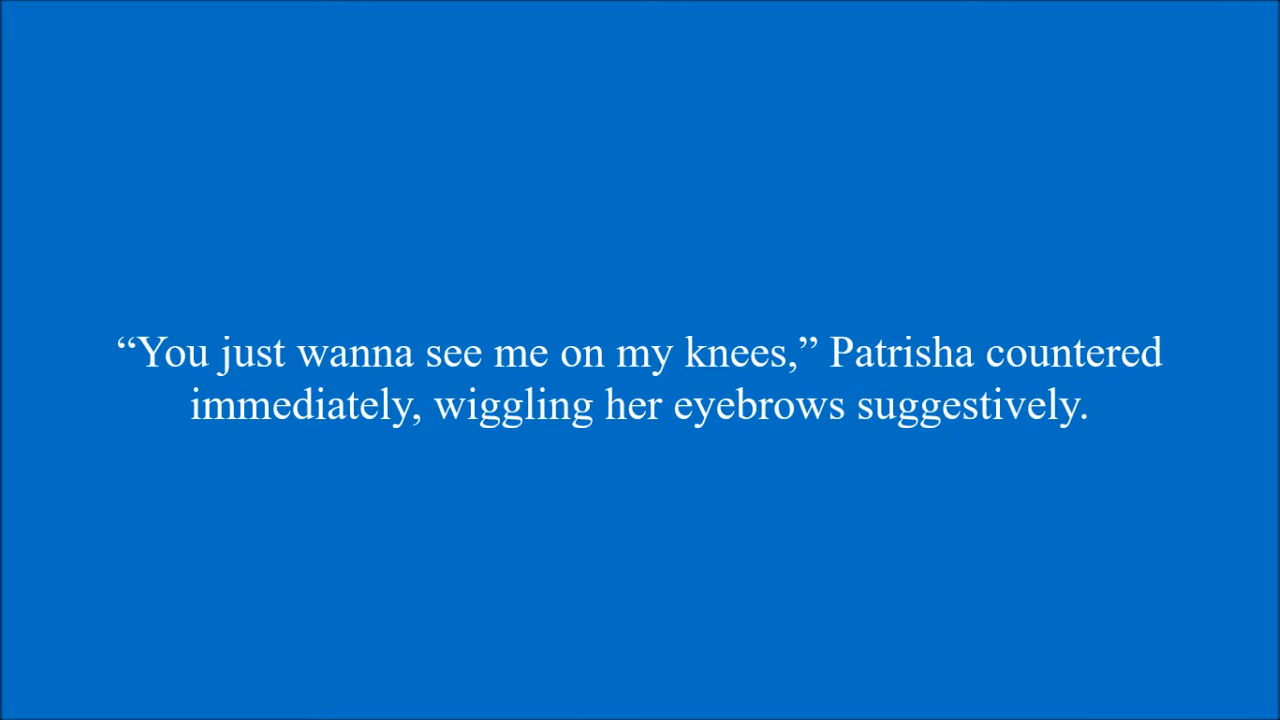 “You just wanna see me on my knees,” Patrisha countered
immediately, wiggling her eyebrows suggestively.